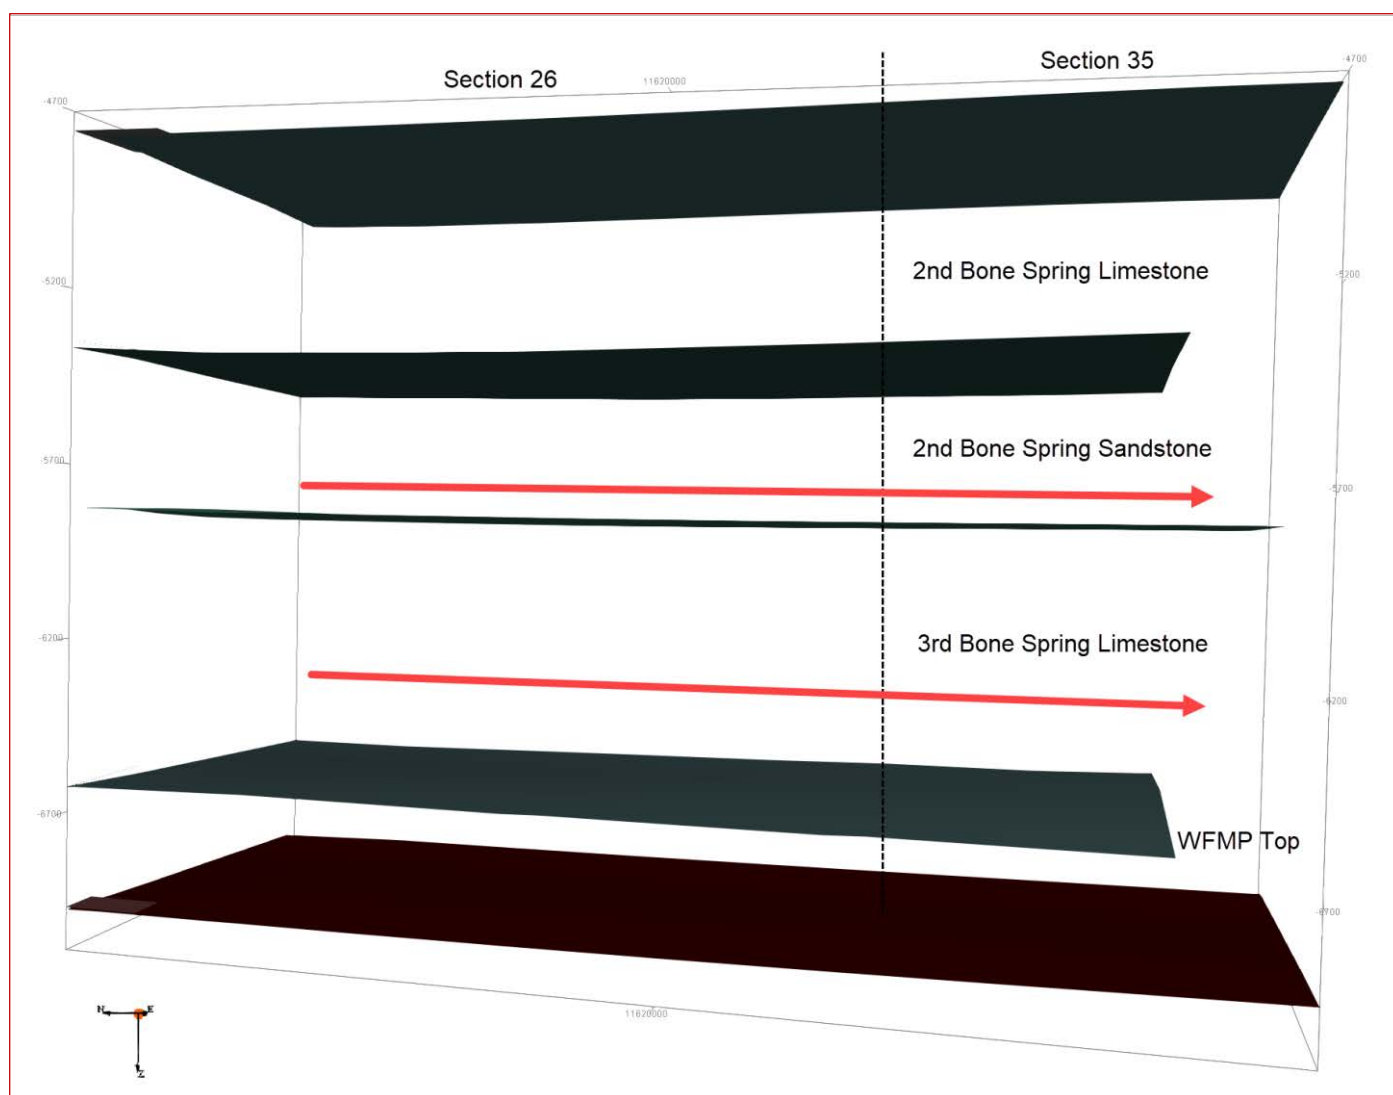 Section 26
11620000
Section 35
-4700
-4700
2nd Bone Spring Limestone
-5200
-5200
2nd Bone Spring Sandstone
-5700
-5700
3rd Bone Spring Limestone
-6200
-6200
-6700
WFMP Top
-6700
N
E
Z
11620000